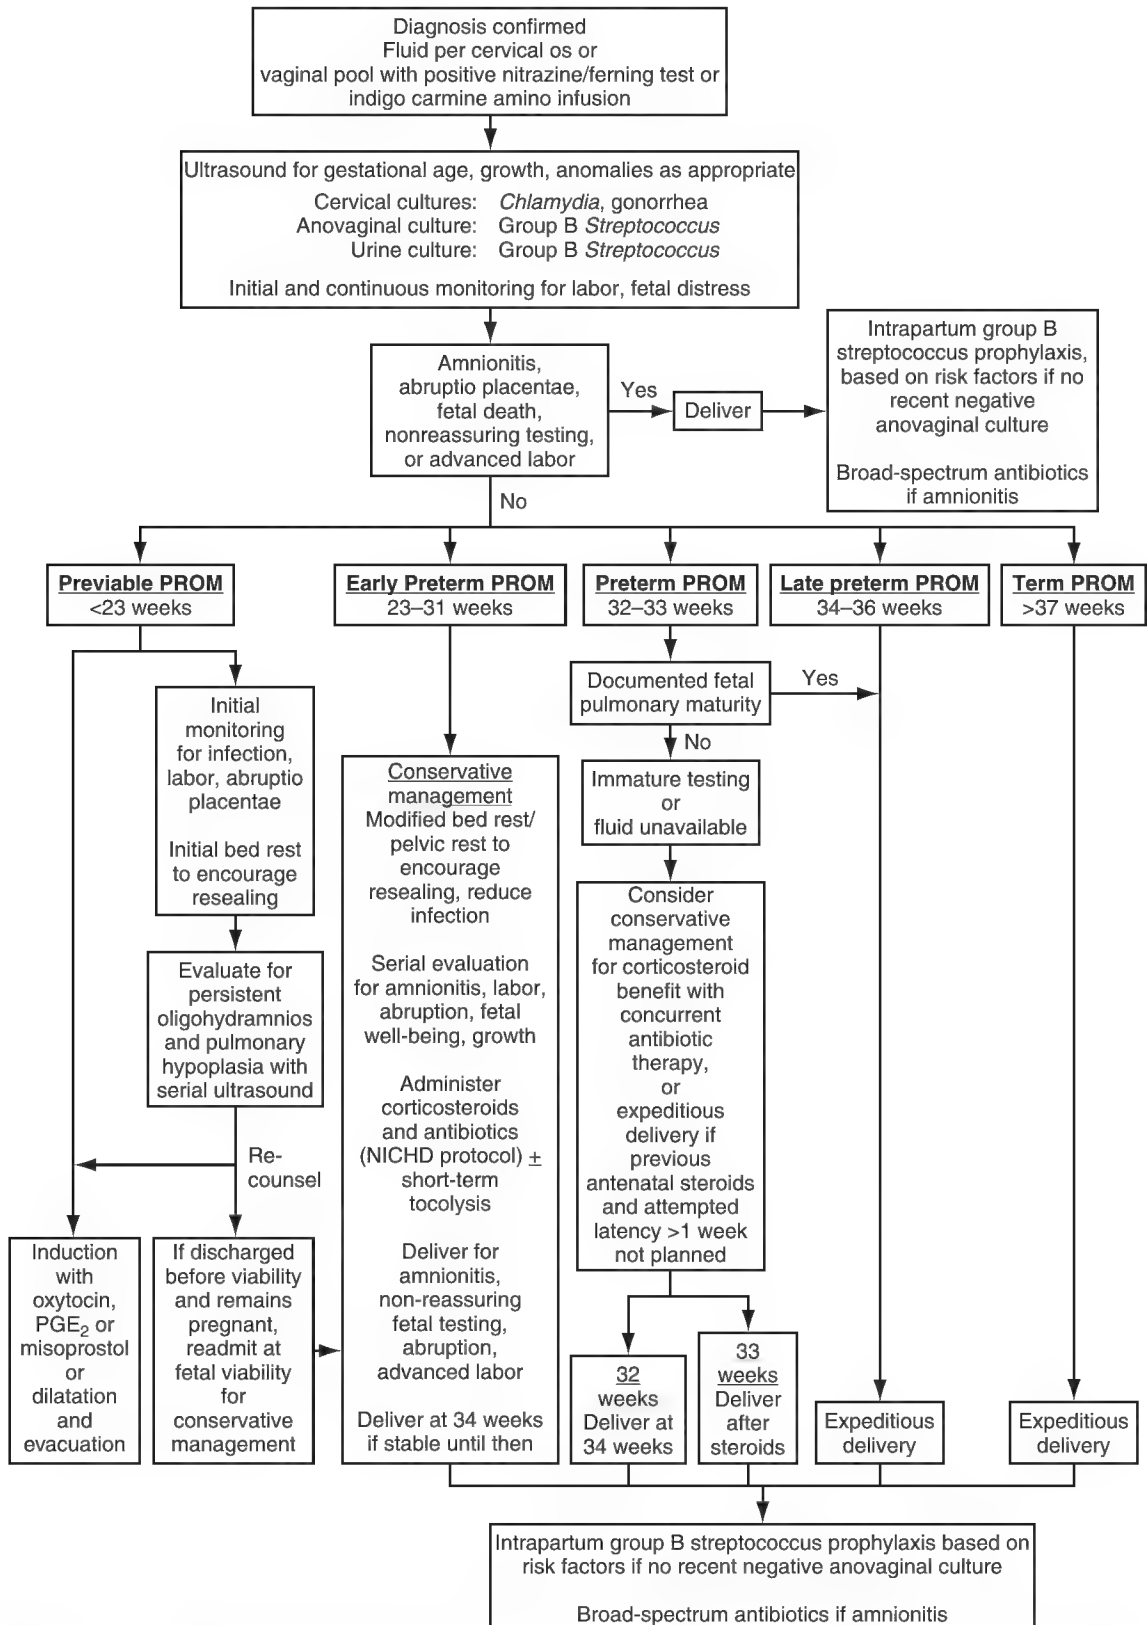 Diagnosis confirmed
Fluid per cervical os or
vaginal pool with positive nitrazine/ferning test or
indigo carmine amino infusion
Ultrasound for gestational age, growth, anomalies as appropriate
Cervical cultures: Chlamydia, gonorrhea
Anovaginal culture: Group B Streptococcus
Urine culture: Group B Streptococcus
Initial and continuous monitoring for labor, fetal distress
Amnionitis,
abruptio placentae,
fetal death,
nonreassuring testing,
or advanced labor
Yes
Deliver
Intrapartum group B
streptococcus prophylaxis,
based on risk factors if no
recent negative
anovaginal culture
Broad-spectrum antibiotics
if amnionitis
No
Previable PROM
<23 weeks
Early Preterm PROM
23–31 weeks
Preterm PROM
32–33 weeks
Late preterm PROM
34–36 weeks
Term PROM
>37 weeks
Initial
monitoring
for infection,
labor, abruptio
placentae
Initial bed rest
to encourage
resealing
Evaluate for
persistent
oligohydramnios
and pulmonary
hypoplasia with
serial ultrasound
Re-
counsel
Induction
with
oxytocin,
PGE2 or
misoprostol
or
dilatation
and
evacuation
If discharged
before viability
and remains
pregnant,
readmit at
fetal viability
for
conservative
management
Conservative
management
Modified bed rest/
pelvic rest to
encourage
resealing, reduce
infection
Serial evaluation
for amnionitis, labor,
abruption, fetal
well-being, growth
Administer
corticosteroids
and antibiotics
(NICHD protocol) ±
short-term
tocolysis
Deliver for
amnionitis,
non-reassuring
fetal testing,
abruption,
advanced labor
Deliver at 34 weeks
if stable until then
Documented fetal
pulmonary maturity
Yes
No
Immature testing
or
fluid unavailable
Consider
conservative
management
for corticosteroid
benefit with
concurrent
antibiotic
therapy,
or
expeditious
delivery if
previous
antenatal steroids
and attempted
latency >1 week
not planned
32
weeks
Deliver at
34 weeks
33
weeks
Deliver
after
steroids
Expeditious
delivery
Expeditious
delivery
Intrapartum group B streptococcus prophylaxis based on
risk factors if no recent negative anovaginal culture
Broad-spectrum antibiotics if amnionitis